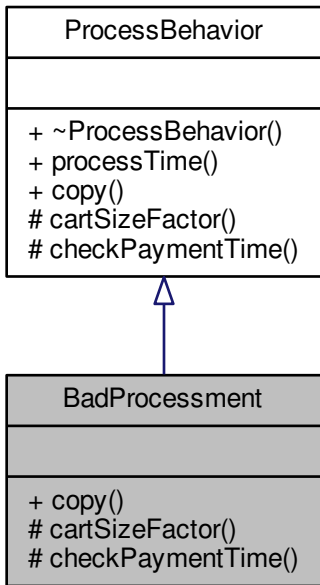 ProcessBehavior
+ ~ProcessBehavior()
+ processTime()
+ copy()
# cartSizeFactor()
# checkPaymentTime()
BadProcessment
+ copy()
# cartSizeFactor()
# checkPaymentTime()